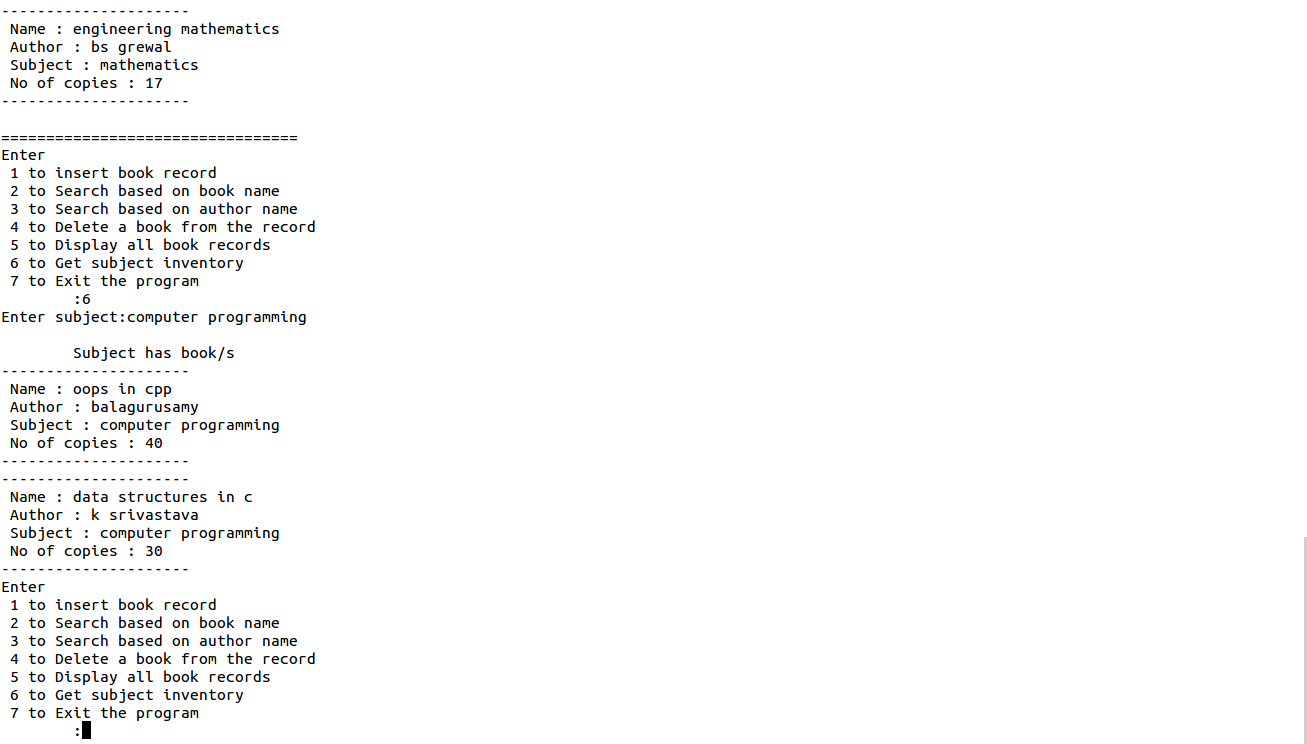 ---------------------
 Name : engineering mathematics
 Author : bs grewal
 Subject : mathematics
 No of copies : 17
---------------------

=================================
Enter
 1 to insert book record
 2 to Search based on book name
 3 to Search based on author name
 4 to Delete a book from the record
 5 to Display all book records
 6 to Get subject inventory
 7 to Exit the program
        :6
Enter subject:computer programming

        Subject has book/s
---------------------
 Name : oops in cpp
 Author : balagurusamy
 Subject : computer programming
 No of copies : 40
---------------------
---------------------
 Name : data structures in c
 Author : k srivastava
 Subject : computer programming
 No of copies : 30
---------------------
Enter
 1 to insert book record
 2 to Search based on book name
 3 to Search based on author name
 4 to Delete a book from the record
 5 to Display all book records
 6 to Get subject inventory
 7 to Exit the program
        :